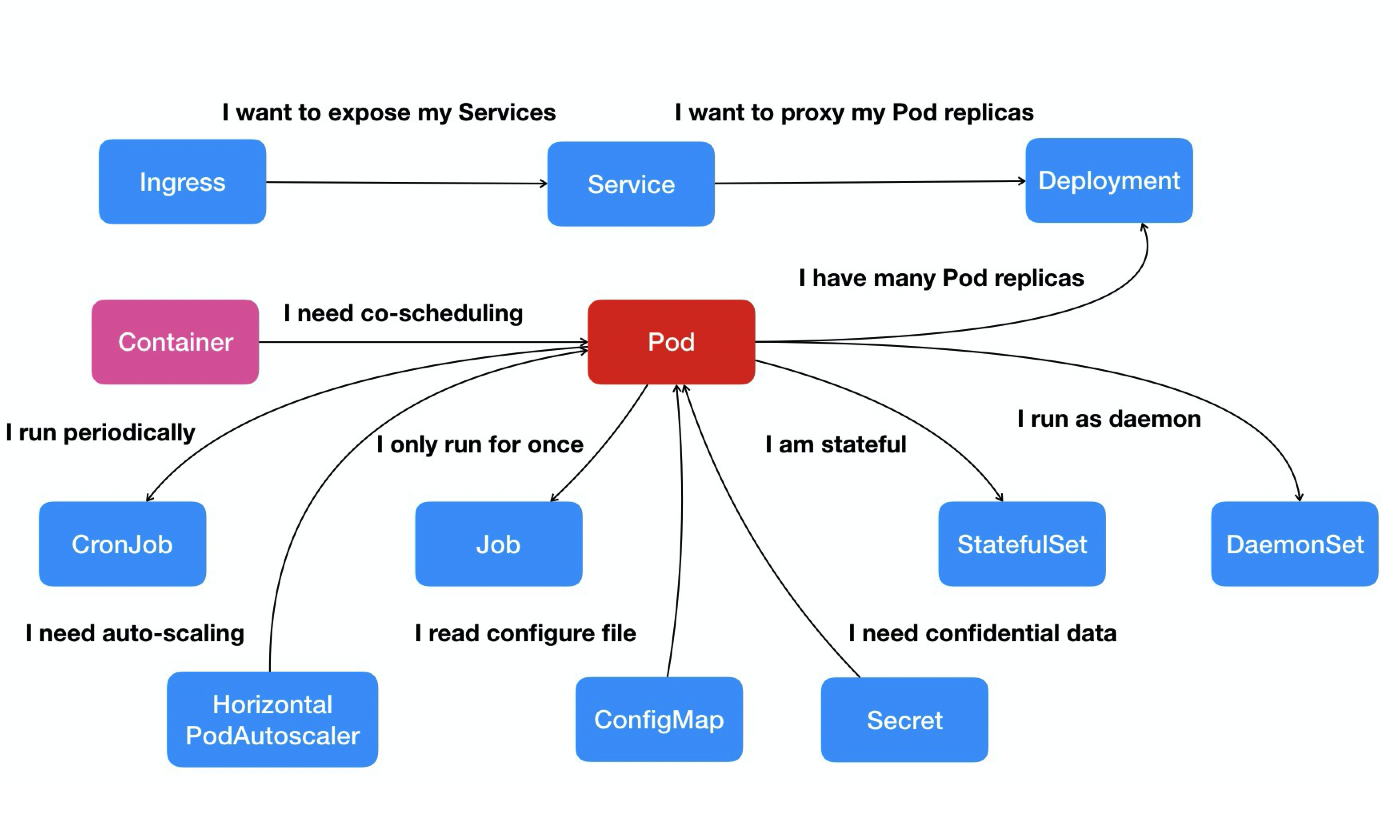 I want to expose my Services
I want to proxy my Pod replicas
Ingress
Service
Deployment
I have many Pod replicas
I need co-scheduling
Container
Pod
I run periodically
I only run for once
I am stateful
I run as daemon
CronJob
Job
StatefulSet
DaemonSet
I need auto-scaling
I read configure file
I need confidential data
Horizontal
PodAutoscaler
ConfigMap
Secret